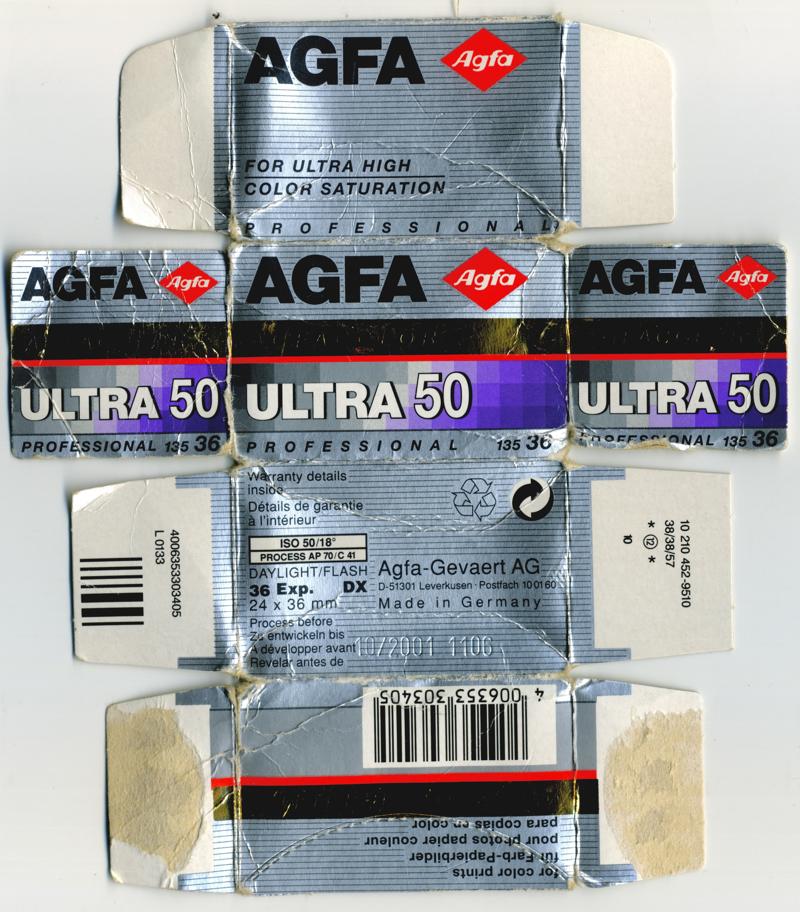 AGFA Agfa
FOR ULTRA HIGH
COLOR SATURATION
PROFESSIONAL
AGFA Agfa
ULTRA 50
PROFESSIONAL 135 36
AGFA Agfa
ULTRA 50
PROFESSIONAL 135 36
AGFA Agfa
ULTRA 50
PROFESSIONAL 135 36
4006353303405
L 0133
Warranty details
inside
Détails de garantie
à l'intérieur
ISO 50/18°
PROCESS AP 70/C 41
DAYLIGHT/FLASH
36 Exp. DX
24 x 36 mm
Agfa-Gevaert AG
D-51301 Leverkusen · Postfach 100160
Made in Germany
Process before
Zu entwickeln bis
A développer avant
Revelar antes de
10/2001 1106
10 210 452-9510
38/38/57
* 12 *
10
4 006353 303405
for color prints
für Farb-Papierbilder
pour photos papier couleur
para copias en color